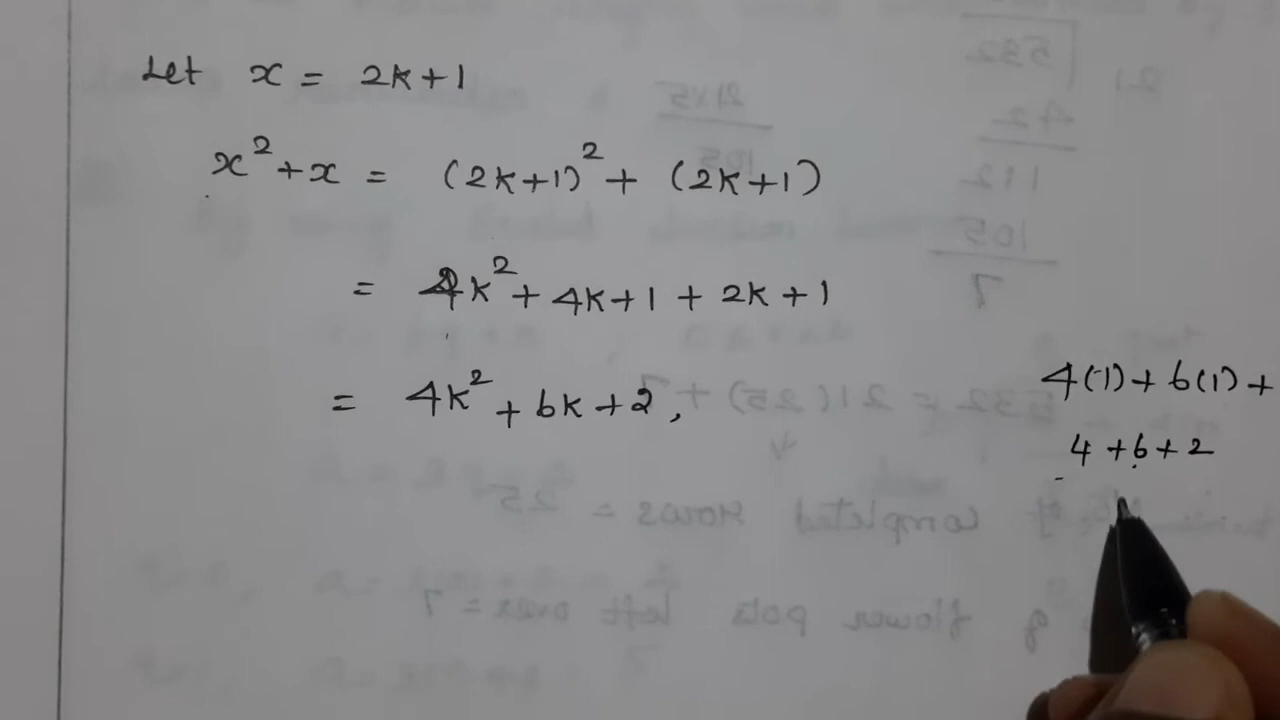 Let x = 2k+1
x²+x = (2k+1)² + (2k+1)
= 4k² + 4k+1 + 2k+1
= 4k² + 6k+2,
4(1) + 6(1) +
4 + 6 + 2